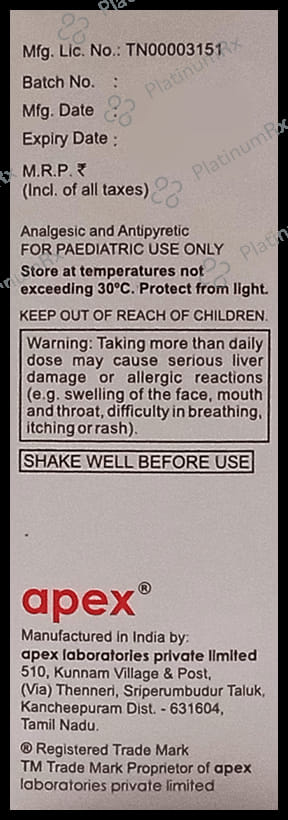 Mfg. Lic. No.: TN00003151
Batch No. :
Mfg. Date :
Expiry Date :
M.R.P. ₹
(Incl. of all taxes)
Analgesic and Antipyretic
FOR PAEDIATRIC USE ONLY
Store at temperatures not
exceeding 30ºC. Protect from light.
KEEP OUT OF REACH OF CHILDREN.
Warning: Taking more than daily
dose may cause serious liver
damage or allergic reactions
(e.g. swelling of the face, mouth
and throat, difficulty in breathing,
itching or rash).
SHAKE WELL BEFORE USE
apex®
Manufactured in India by:
apex laboratories private limited
510, Kunnam Village & Post,
(Via) Thenneri, Sriperumbudur Taluk,
Kancheepuram Dist. - 631604,
Tamil Nadu.
® Registered Trade Mark
TM Trade Mark Proprietor of apex
laboratories private limited
PlatinumRx
PlatinumRx
PlatinumRx